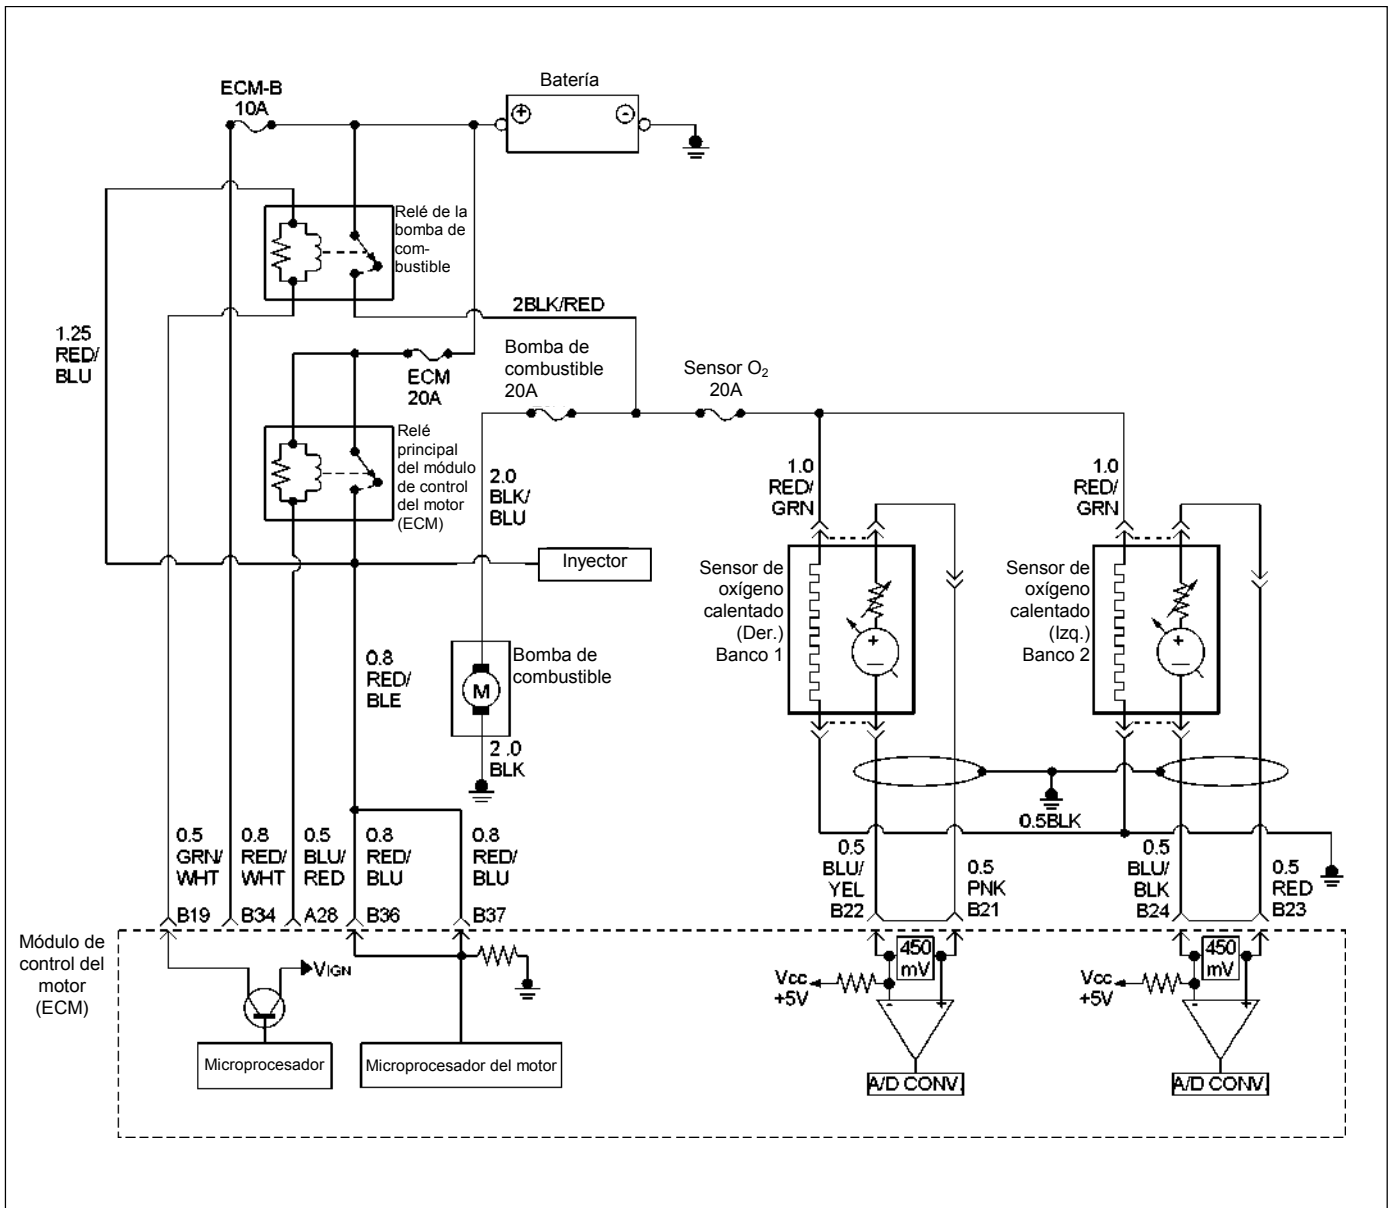 ECM-B
10A
Batería
+
-
Relé de la
bomba de
com-
bustible
1.25
RED/
BLU
2BLK/RED
ECM
20A
Bomba de
combustible
20A
Sensor O₂
20A
Relé
principal
del módulo
de control
del motor
(ECM)
2.0
BLK/
BLU
1.0
RED/
GRN
1.0
RED/
GRN
Inyector
Sensor de
oxígeno
calentado
(Der.)
Banco 1
+
-
Sensor de
oxígeno
calentado
(Izq.)
Banco 2
+
-
0.8
RED/
BLE
Bomba de
combustible
M
2 .0
BLK
0.5BLK
0.5
GRN/
WHT
B19
0.8
RED/
WHT
B34
0.5
BLU/
RED
A28
0.8
RED/
BLU
B36
0.8
RED/
BLU
B37
0.5
BLU/
YEL
B22
0.5
PNK
B21
0.5
BLU/
BLK
B24
0.5
RED
B23
Módulo de
control del
motor
(ECM)
VIGN
Microprocesador
Microprocesador del motor
450
mV
Vcc
+5V
- +
A/D CONV.
450
mV
Vcc
+5V
- +
A/D CONV.